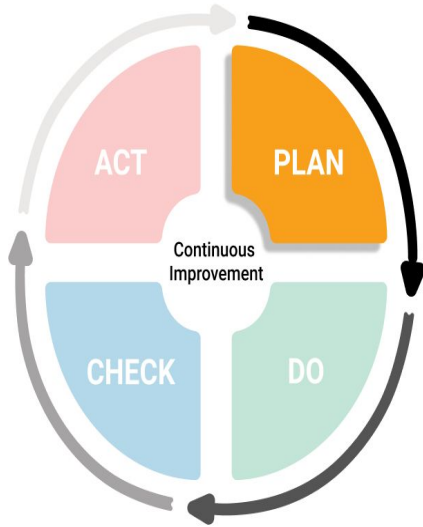 ACT
PLAN
Continuous
Improvement
CHECK
DO